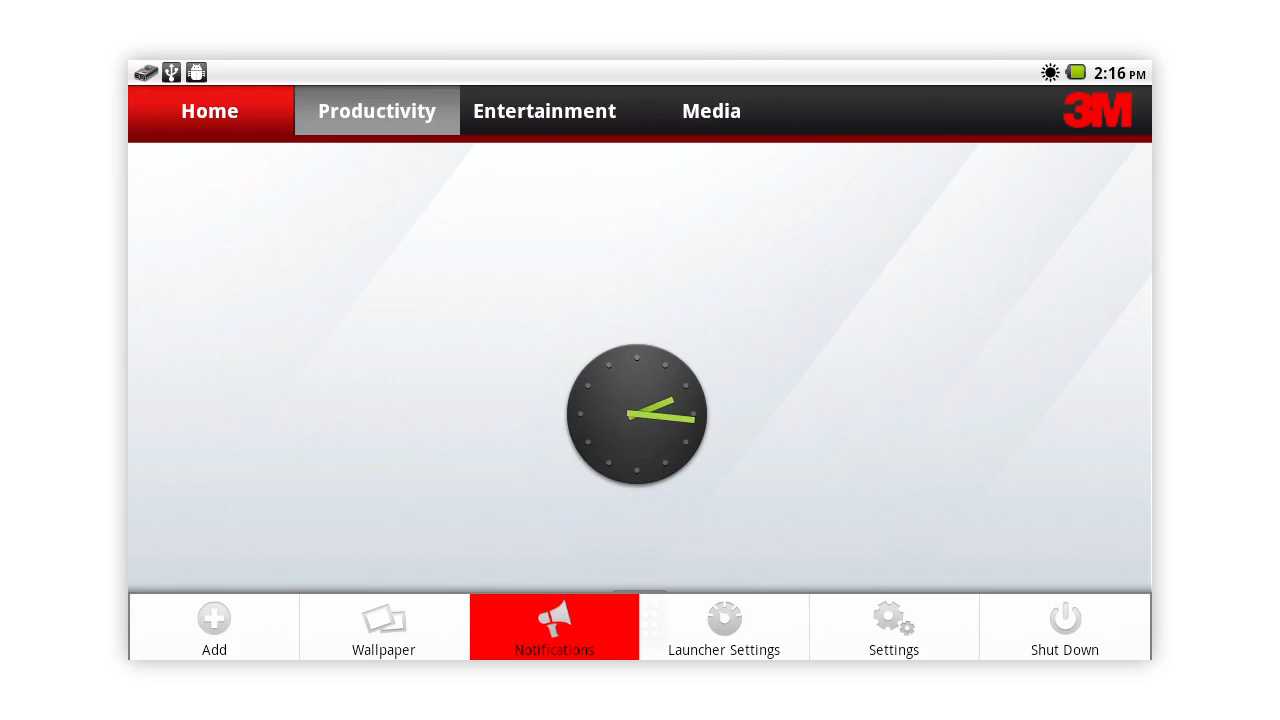 2:16 PM
Home Productivity Entertainment Media 3M
Add Wallpaper Notifications Launcher Settings Settings Shut Down